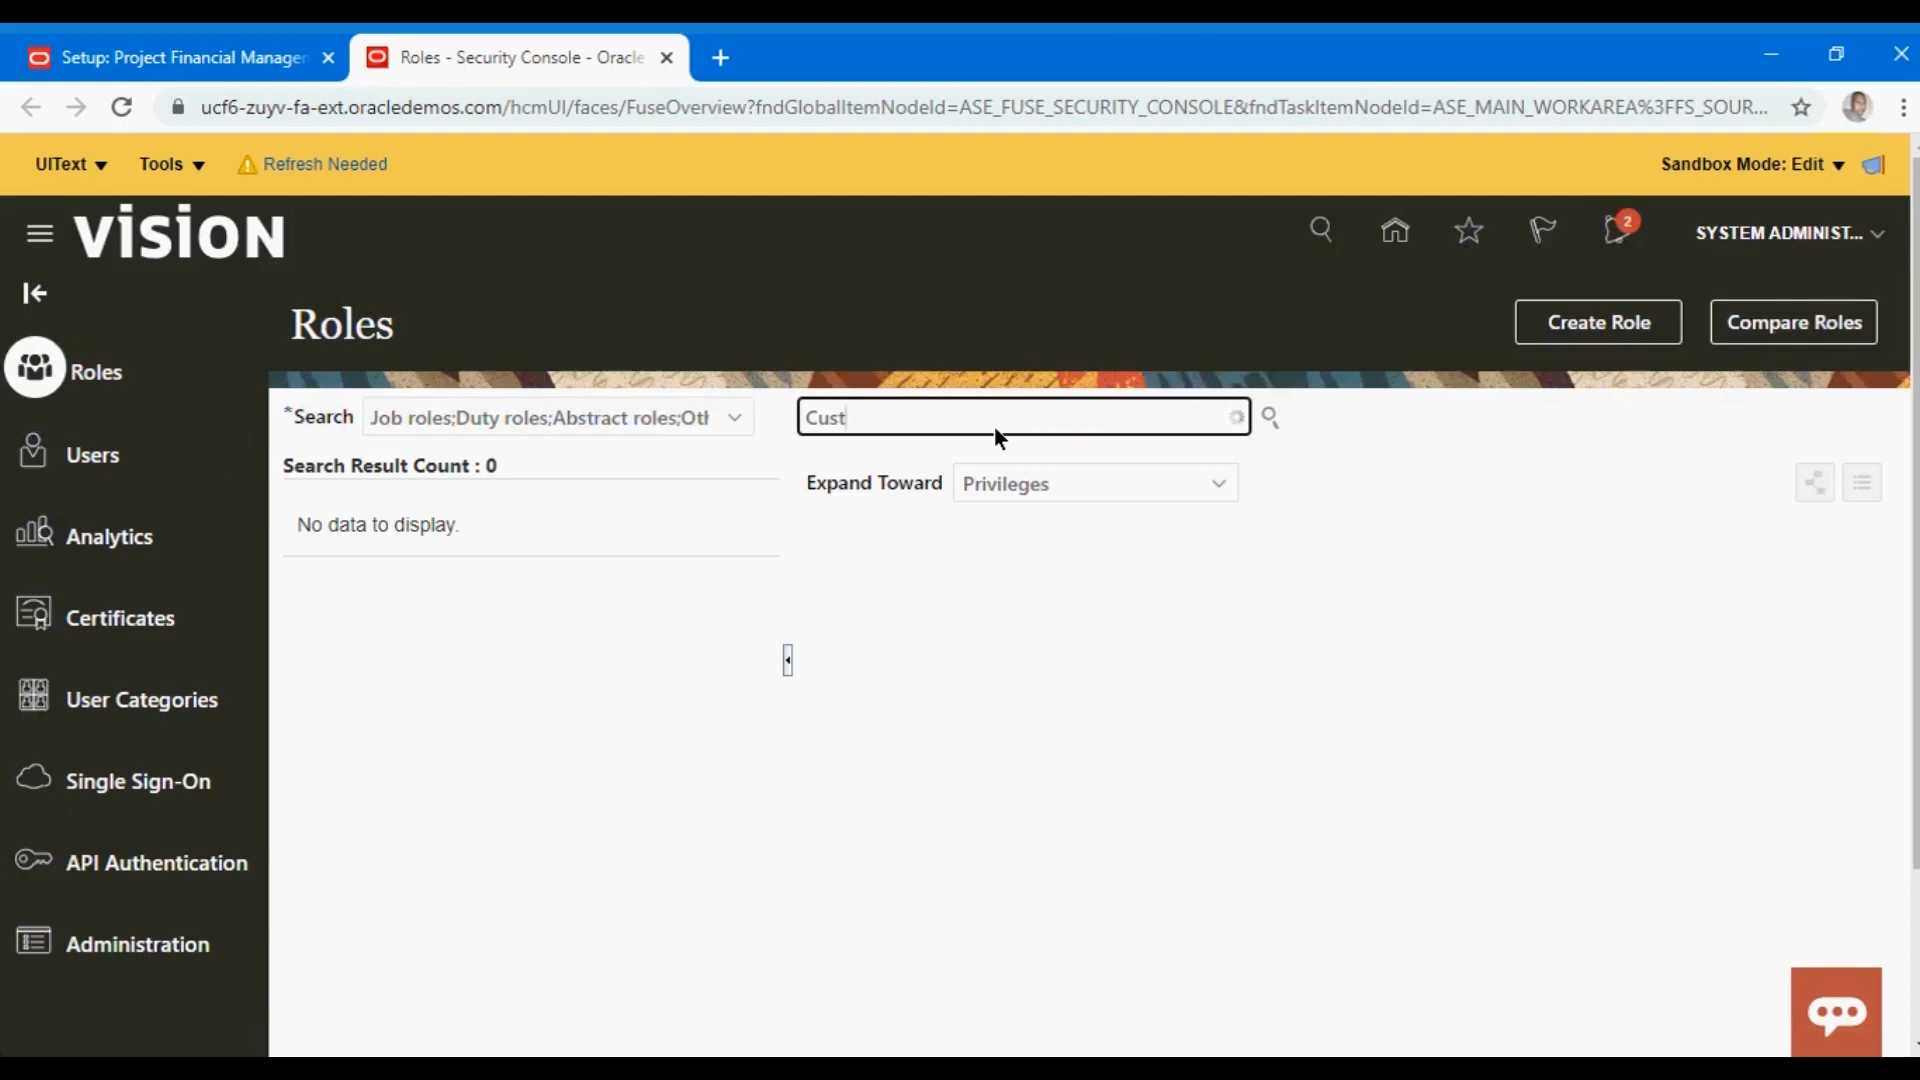 Setup: Project Financial Manager
Roles - Security Console - Oracle
ucf6-zuyv-fa-ext.oracledemos.com/hcmUI/faces/FuseOverview?fndGlobalItemNodeId=ASE_FUSE_SECURITY_CONSOLE&fndTaskItemNodeId=ASE_MAIN_WORKAREA%3FFS_SOUR...
UIText Tools Refresh Needed Sandbox Mode: Edit
VISION 2 SYSTEM ADMINIST...
Roles Create Role Compare Roles
Roles
*Search Job roles;Duty roles;Abstract roles;Oth Cust
Users
Search Result Count : 0
Expand Toward Privileges
No data to display.
Analytics
Certificates
User Categories
Single Sign-On
API Authentication
Administration